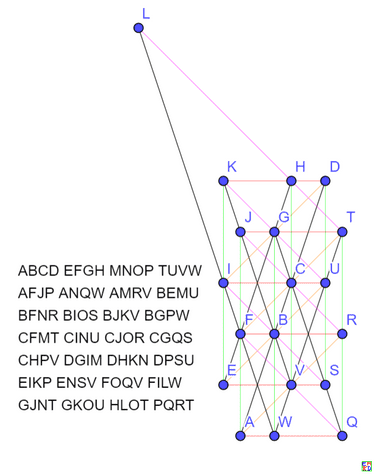 L
K H D
J G T
I C U
F B R
E V S
A W Q
ABCD EFGH MNOP TUVW
AFJP ANQW AMRV BEMU
BFNR BIOS BJKV BGPW
CFMT CINU CJOR CGQS
CHPV DGIM DHKN DPSU
EIKP ENSV FOQV FILW
GJNT GKOU HLOT PQRT